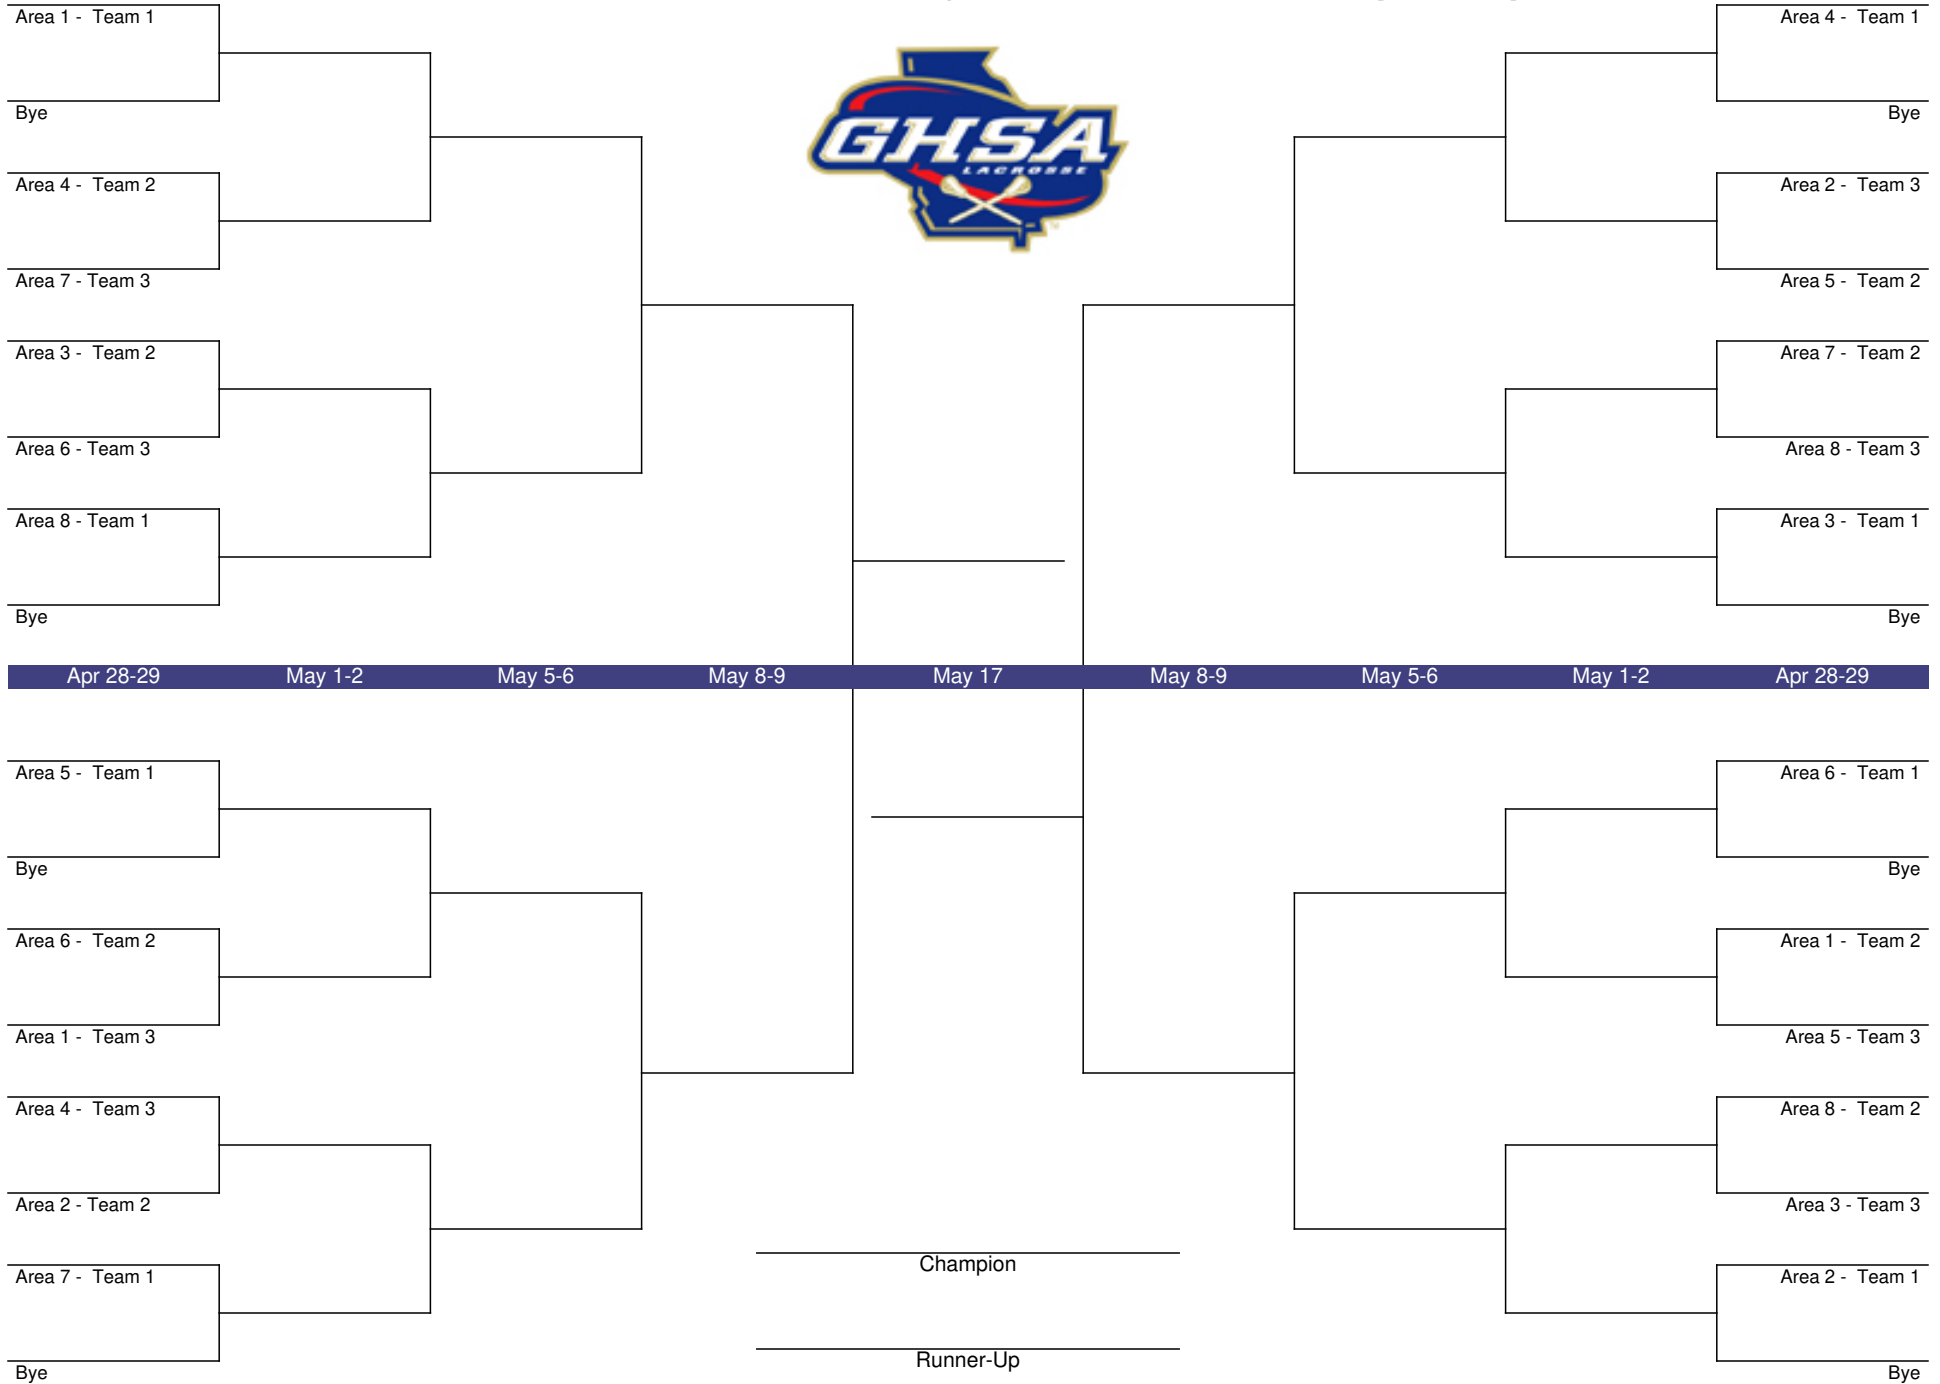 Area 1 - Team 1
Bye
Area 4 - Team 2
Area 7 - Team 3
Area 3 - Team 2
Area 6 - Team 3
Area 8 - Team 1
Bye
GHSA
LACROSSE
Area 4 - Team 1
Bye
Area 2 - Team 3
Area 5 - Team 2
Area 7 - Team 2
Area 8 - Team 3
Area 3 - Team 1
Bye
Apr 28-29 May 1-2 May 5-6 May 8-9 May 17 May 8-9 May 5-6 May 1-2 Apr 28-29
Area 5 - Team 1
Bye
Area 6 - Team 2
Area 1 - Team 3
Area 4 - Team 3
Area 2 - Team 2
Area 7 - Team 1
Bye
Champion
Runner-Up
Area 6 - Team 1
Bye
Area 1 - Team 2
Area 5 - Team 3
Area 8 - Team 2
Area 3 - Team 3
Area 2 - Team 1
Bye